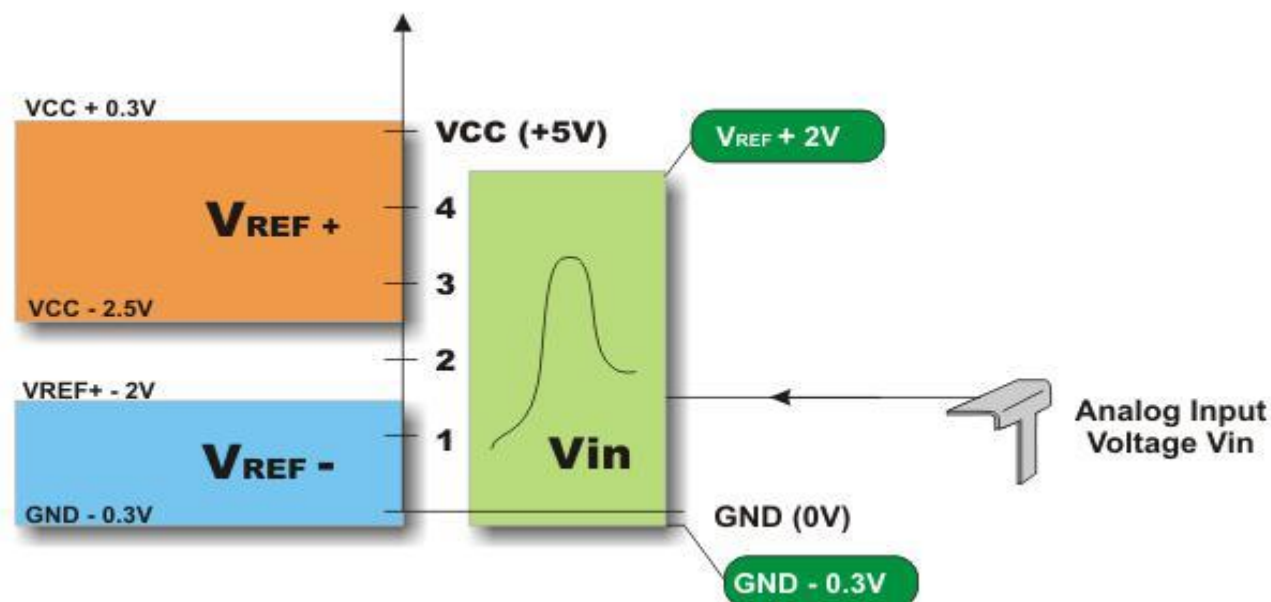 VCC + 0.3V
VCC (+5V)
VREF + 2V
VREF +
4
3
VCC - 2.5V
2
VREF+ - 2V
1
VREF -
Vin
Analog Input
Voltage Vin
GND - 0.3V
GND (0V)
GND - 0.3V